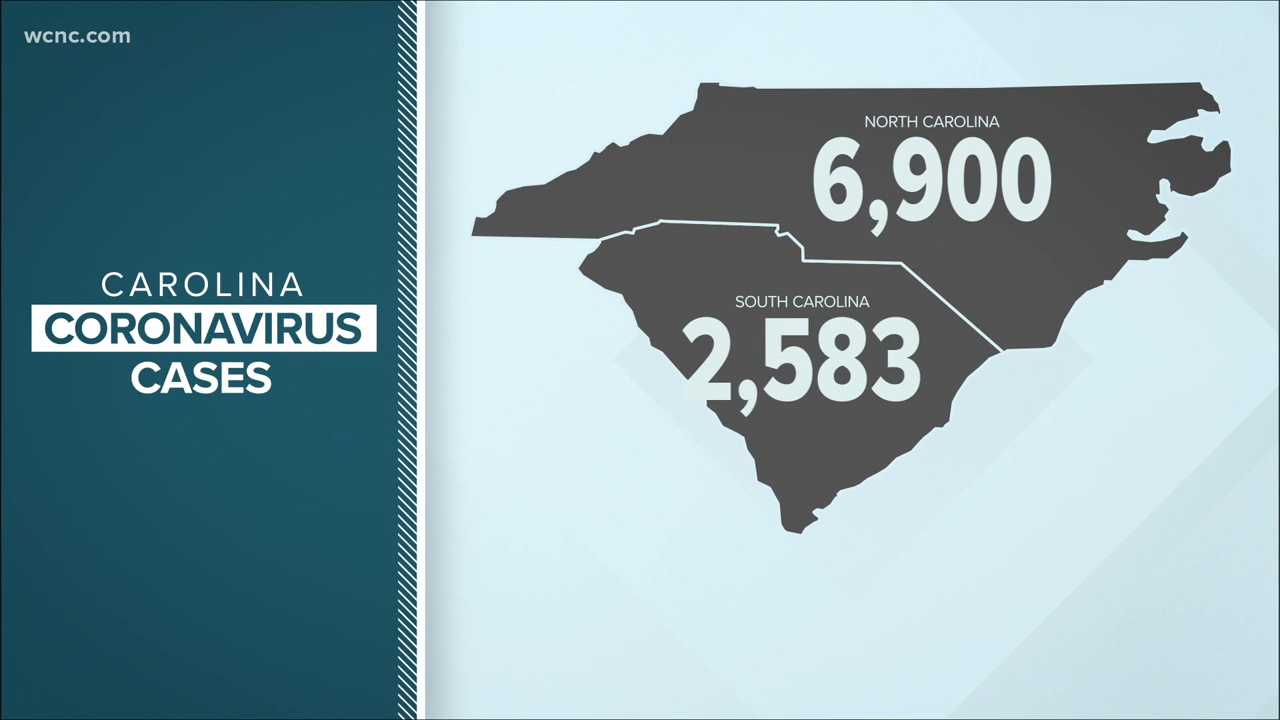 wcnc.com
CAROLINA
CORONAVIRUS
CASES
NORTH CAROLINA
6,900
SOUTH CAROLINA
2,583